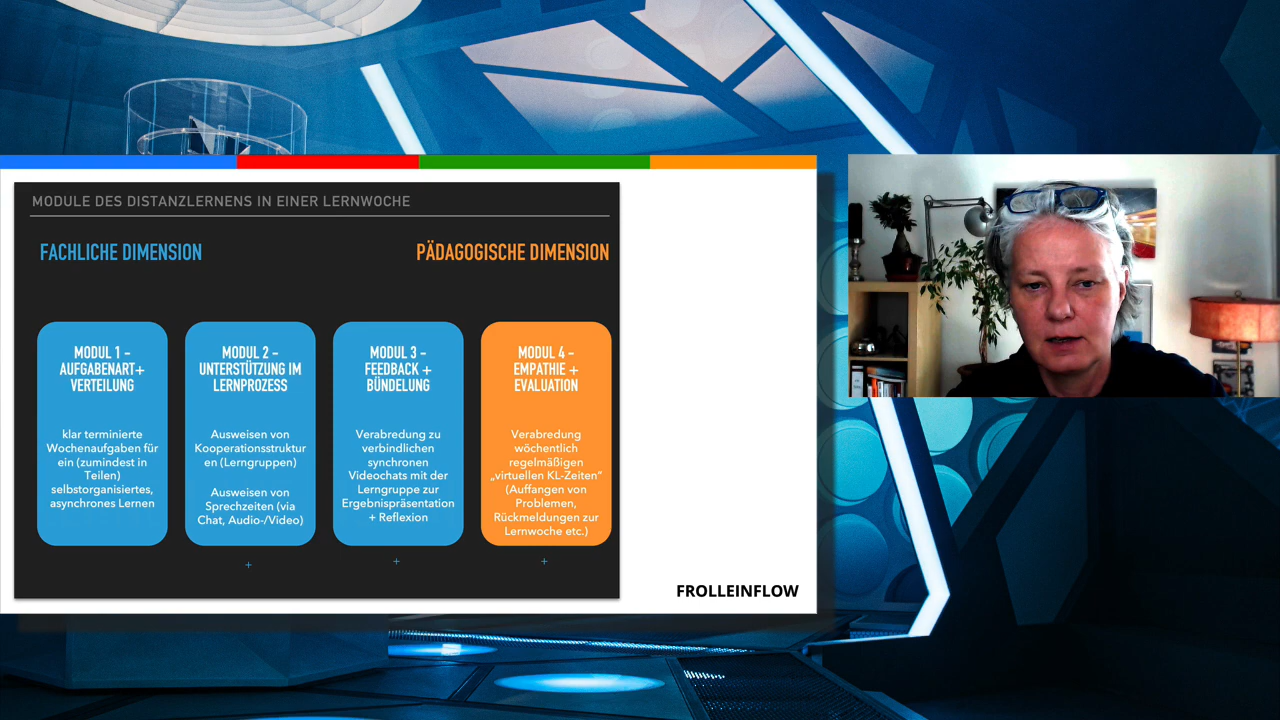 MODULE DES DISTANZLERNENS IN EINER LERNWOCHE
FACHLICHE DIMENSION
PÄDAGOGISCHE DIMENSION
MODUL 1 -
AUFGABENART+
VERTEILUNG
klar terminierte
Wochenaufgaben für
ein (zumindest in
Teilen)
selbstorganisiertes,
asynchrones Lernen
MODUL 2 -
UNTERSTÜTZUNG IM
LERNPROZESS
Ausweisen von
Kooperationsstruktur
en (Lerngruppen)
Ausweisen von
Sprechzeiten (via
Chat, Audio-/Video)
+
MODUL 3 -
FEEDBACK +
BÜNDELUNG
Verabredung zu
verbindlichen
synchronen
Videochats mit der
Lerngruppe zur
Ergebnispräsentation
+ Reflexion
+
MODUL 4 -
EMPATHIE +
EVALUATION
Verabredung
wöchentlich
regelmäßigen
„virtuellen KL-Zeiten“
(Auffangen von
Problemen,
Rückmeldungen zur
Lernwoche etc.)
+
FROLLEINFLOW